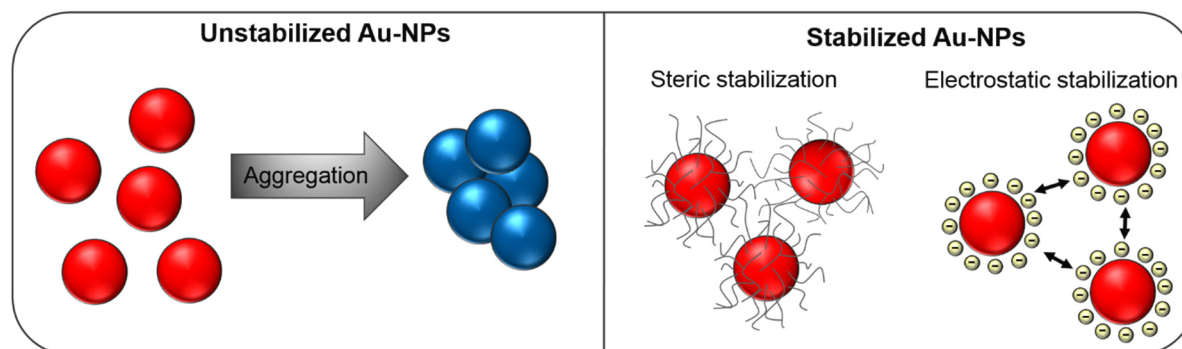 Unstabilized Au-NPs
Aggregation
Stabilized Au-NPs
Steric stabilization
Electrostatic stabilization